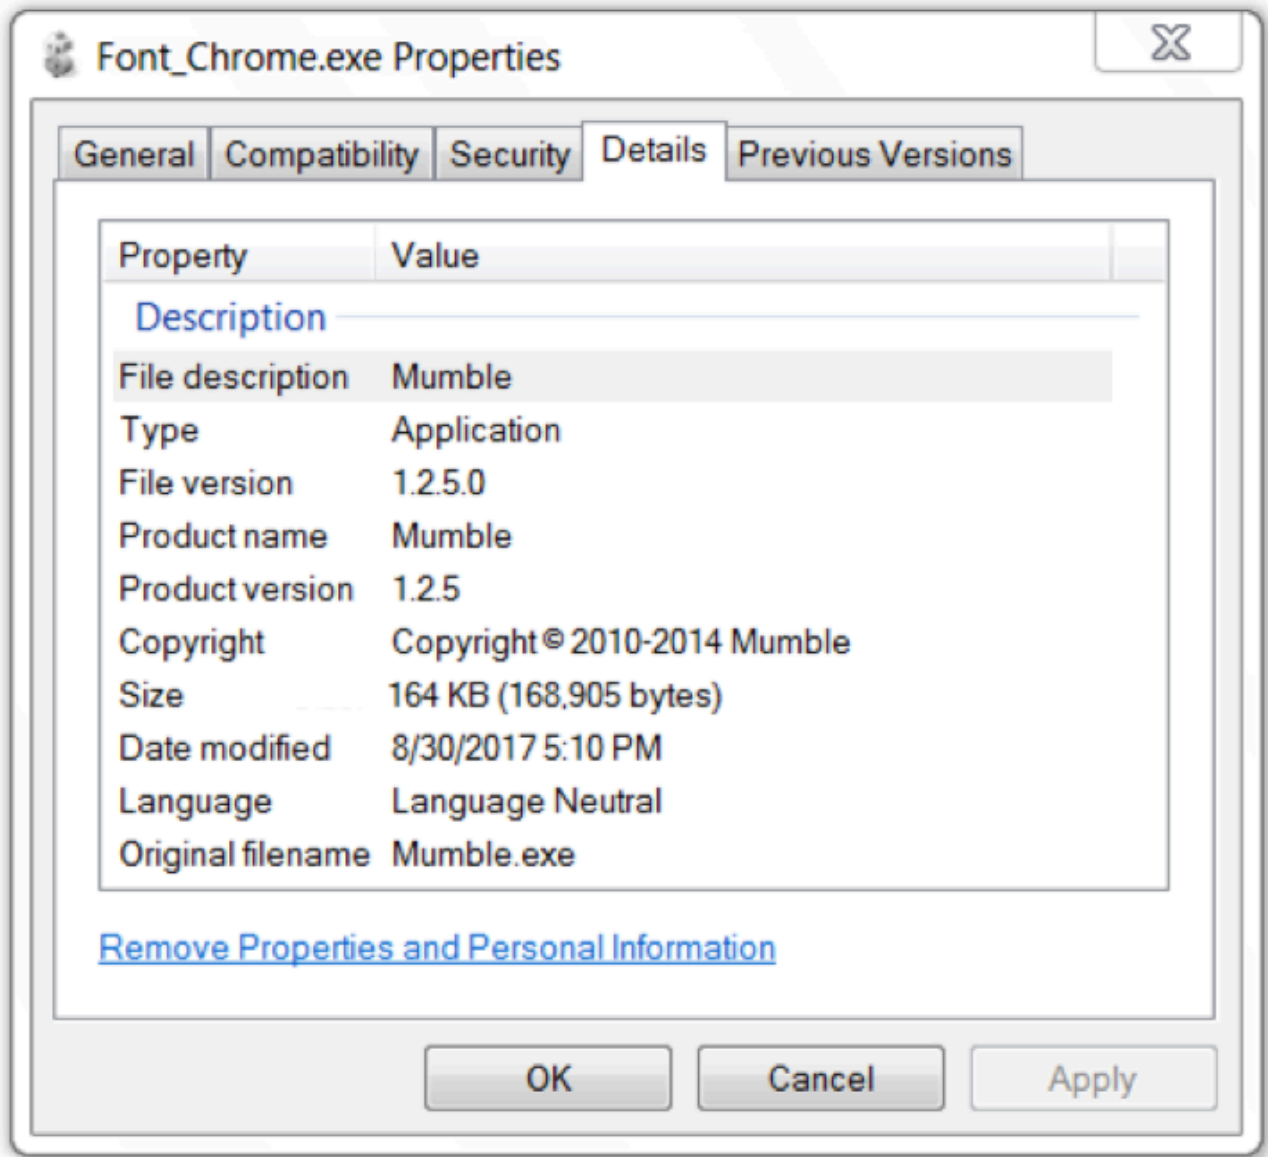 Font_Chrome.exe Properties
General Compatibility Security Details Previous Versions
Property Value
Description
File description Mumble
Type Application
File version 1.2.5.0
Product name Mumble
Product version 1.2.5
Copyright Copyright © 2010-2014 Mumble
Size 164 KB (168,905 bytes)
Date modified 8/30/2017 5:10 PM
Language Language Neutral
Original filename Mumble.exe
Remove Properties and Personal Information
OK Cancel Apply